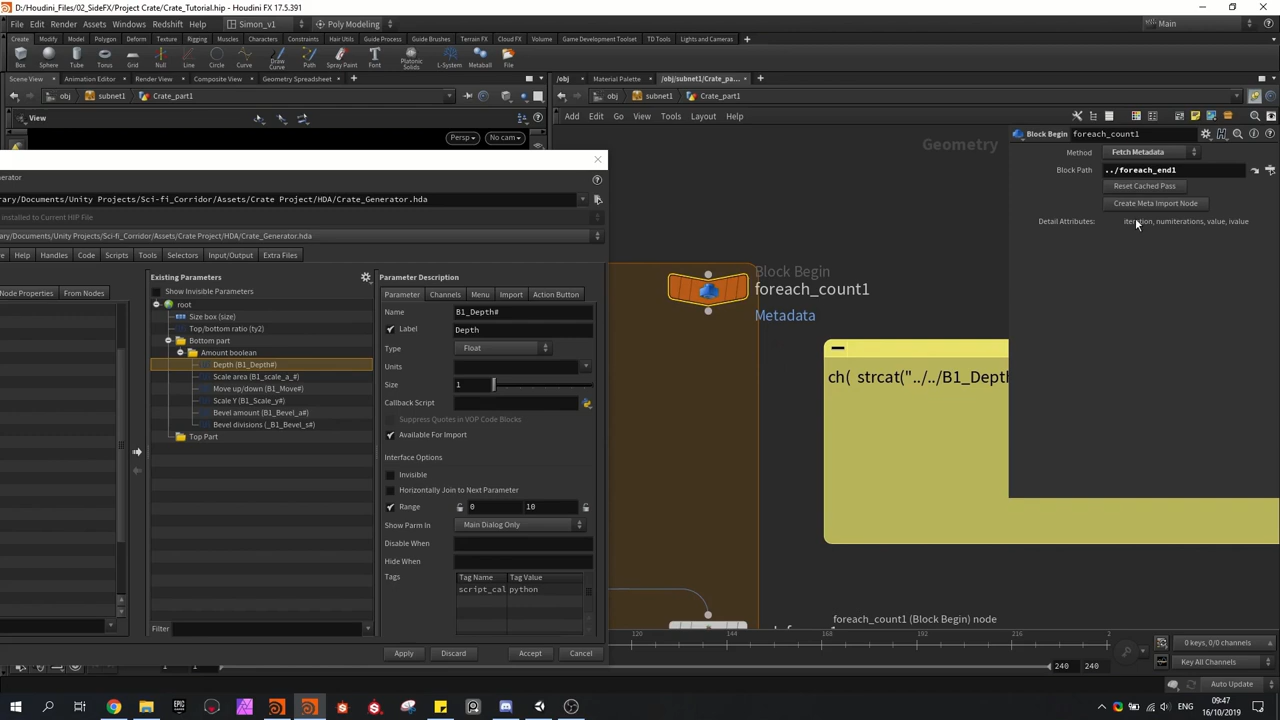 D:/Houdini_Files/02_SideFX/Project Crate/Crate_Tutorial.hip - Houdini FX 17.5.391
File Edit Render Assets Windows Redshift Help Simon_v1 Poly Modeling Main
Create Modify Model Polygon Deform Texture Rigging Muscles Characters Constraints Hair Utils Guide Process Guide Brushes Terrain FX Cloud FX Volume Game Development Toolset TD Tools Lights and Cameras
Box Sphere Tube Torus Grid Null Line Circle Curve Draw Curve Path Spray Paint Font Platonic Solids L-System Metaball File
Scene View Animation Editor Render View Composite View Geometry Spreadsheet
/obj Material Palette /obj/subnet1/Crate_pa...
obj subnet1 Crate_part1
obj subnet1 Crate_part1
View
Add Edit Go View Tools Layout Help
Persp No cam
Geometry
Block Begin foreach_count1
Method Fetch Metadata
Block Path ../foreach_end1
Reset Cached Pass
Create Meta Import Node
Detail Attributes: iteration, numiterations, value, ivalue
rary/Documents/Unity Projects/Sci-fi_Corridor/Assets/Crate Project/HDA/Crate_Generator.hda
rary/Documents/Unity Projects/Sci-fi_Corridor/Assets/Crate Project/HDA/Crate_Generator.hda
Help Handles Code Scripts Tools Selectors Input/Output Extra Files
Node Properties From Nodes
Existing Parameters
Show Invisible Parameters
root
Size box (size)
Top/bottom ratio (ty2)
Bottom part
Amount boolean
Depth (B1_Depth#)
Scale area (B1_scale_a_#)
Move up/down (B1_Move#)
Scale Y (B1_Scale_y#)
Bevel amount (B1_Bevel_a#)
Bevel divisions (_B1_Bevel_s#)
Top Part
Filter
Parameter Description
Parameter Channels Menu Import Action Button
Name B1_Depth#
Label Depth
Type Float
Units
Size 1
Callback Script
Suppress Quotes in VOP Code Blocks
Available For Import
Interface Options
Invisible
Horizontally Join to Next Parameter
Range 0 10
Show Parm In Main Dialog Only
Disable When
Hide When
Tags Tag Name Tag Value
script_cal python
Apply Discard Accept Cancel
Block Begin
foreach_count1
Metadata
ch( strcat("../../B1_Depth
foreach_count1 (Block Begin) node
120 144 168 192 216 2
1 1 240 240
0 keys, 0/0 channels
Key All Channels
Auto Update
09:47
16/10/2019